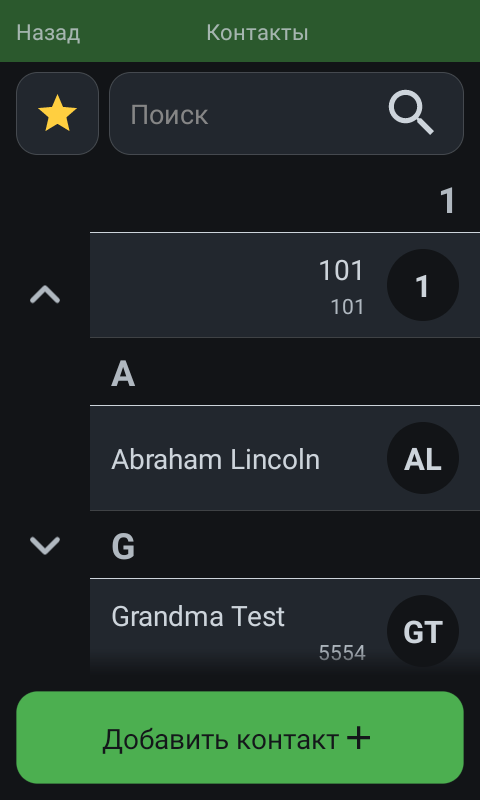 Назад
Контакты
Поиск
1
101
101
1
A
Abraham Lincoln
AL
G
Grandma Test
5554
GT
Добавить контакт +